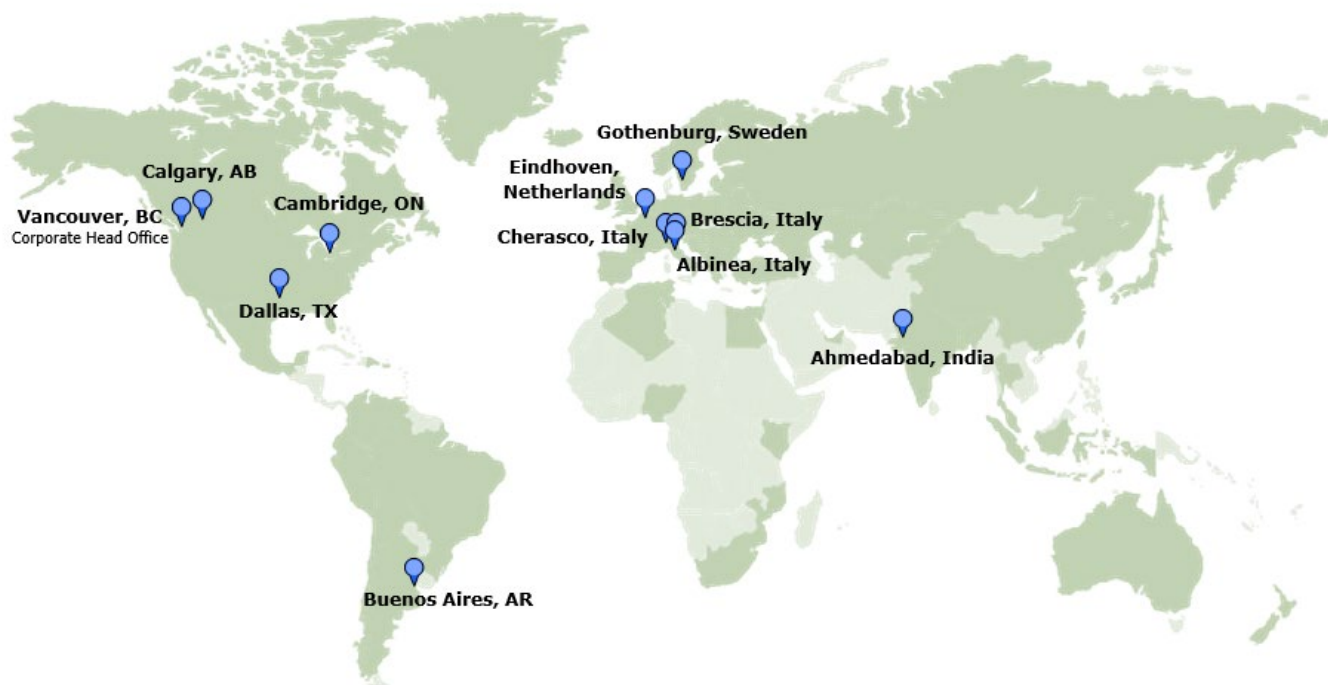 Calgary, AB
Vancouver, BC
Corporate Head Office
Cambridge, ON
Dallas, TX
Buenos Aires, AR
Gothenburg, Sweden
Eindhoven,
Netherlands
Brescia, Italy
Cherasco, Italy
Albinea, Italy
Ahmedabad, India